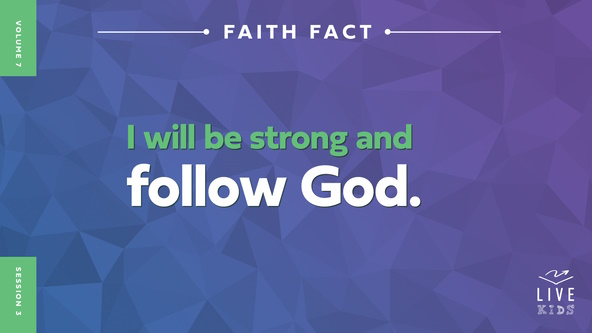 VOLUME 7
FAITH FACT
I will be strong and
follow God.
SESSION 3
LIVE
KIDS